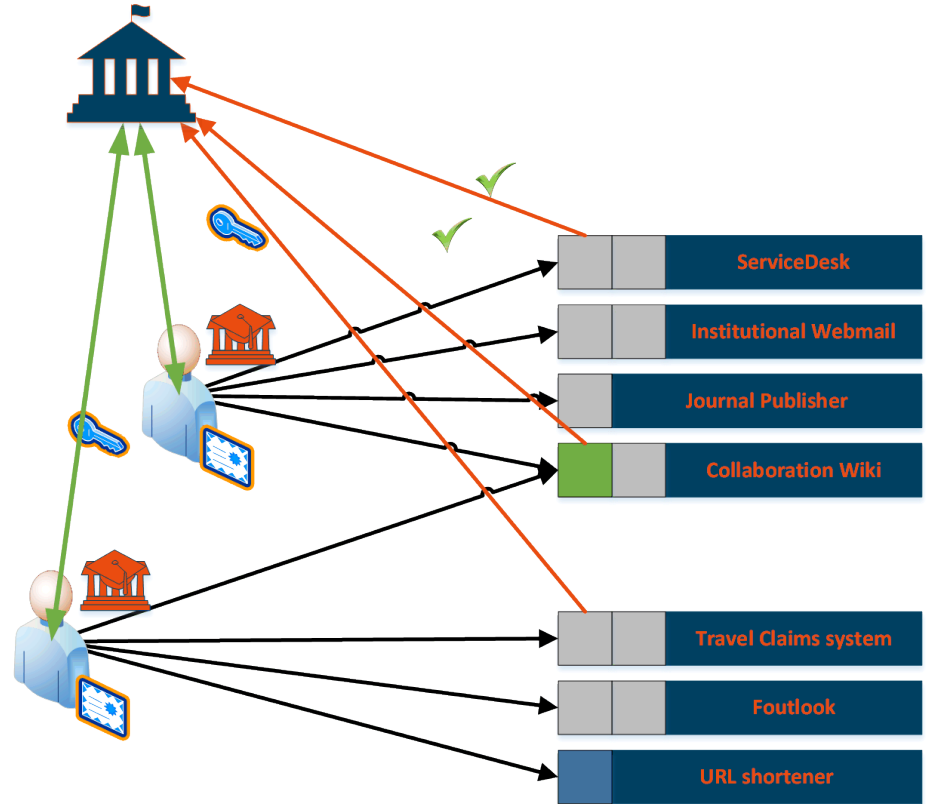 ServiceDesk
Institutional Webmail
Journal Publisher
Collaboration Wiki
Travel Claims system
Foutlook
URL shortener